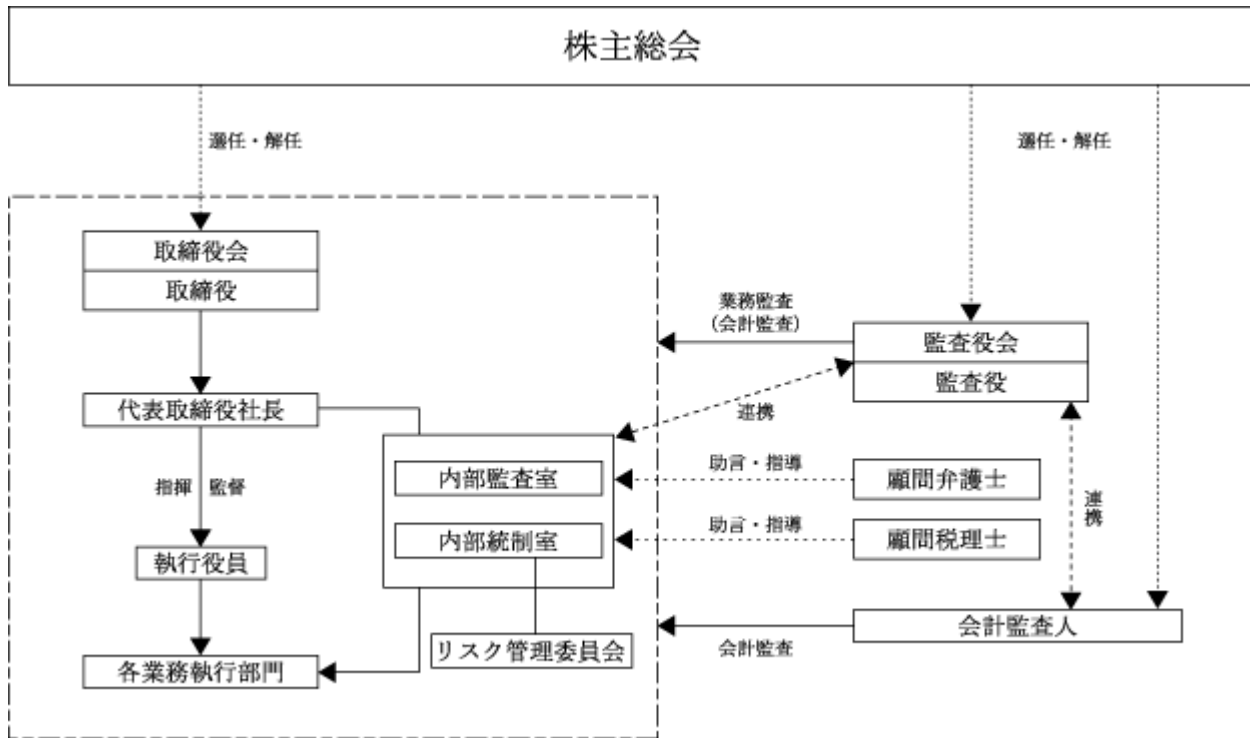 株主総会
選任・解任
選任・解任
取締役会
取締役
業務監査
(会計監査)
監査役会
監査役
代表取締役社長
連携
内部監査室
助言・指導
顧問弁護士
指揮
監督
連携
内部統制室
助言・指導
顧問税理士
執行役員
会計監査人
会計監査
リスク管理委員会
各業務執行部門